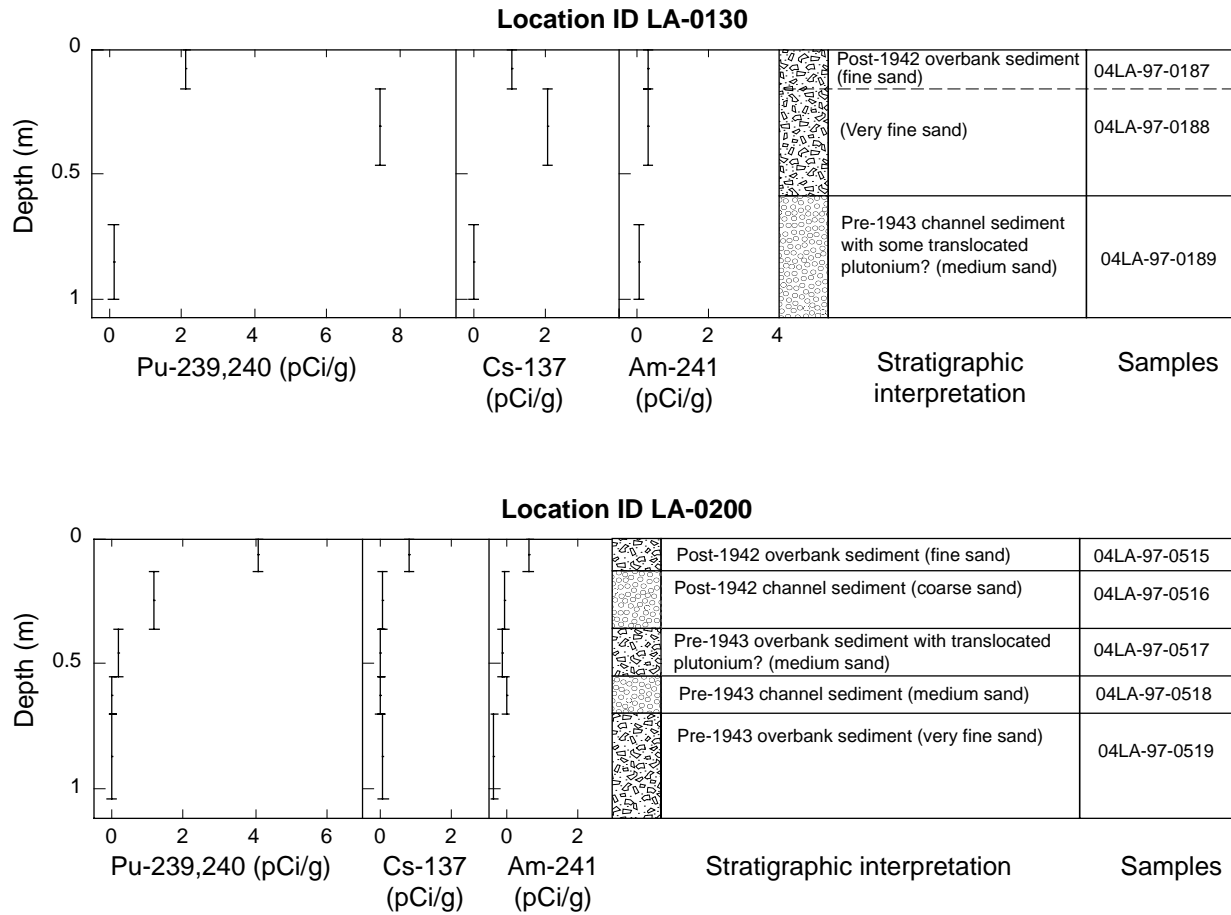 Location ID LA-0130
0
0.5
1
Depth (m)
0 2 4 6 8
0 2
0 2 4
Pu-239,240 (pCi/g)
Cs-137
(pCi/g)
Am-241
(pCi/g)
Post-1942 overbank sediment
(fine sand)
(Very fine sand)
Pre-1943 channel sediment
with some translocated
plutonium? (medium sand)
Stratigraphic
interpretation
04LA-97-0187
04LA-97-0188
04LA-97-0189
Samples
Location ID LA-0200
0
0.5
1
Depth (m)
0 2 4 6
0 2
0 2
Pu-239,240 (pCi/g)
Cs-137
(pCi/g)
Am-241
(pCi/g)
Post-1942 overbank sediment (fine sand)
Post-1942 channel sediment (coarse sand)
Pre-1943 overbank sediment with translocated
plutonium? (medium sand)
Pre-1943 channel sediment (medium sand)
Pre-1943 overbank sediment (very fine sand)
Stratigraphic interpretation
04LA-97-0515
04LA-97-0516
04LA-97-0517
04LA-97-0518
04LA-97-0519
Samples